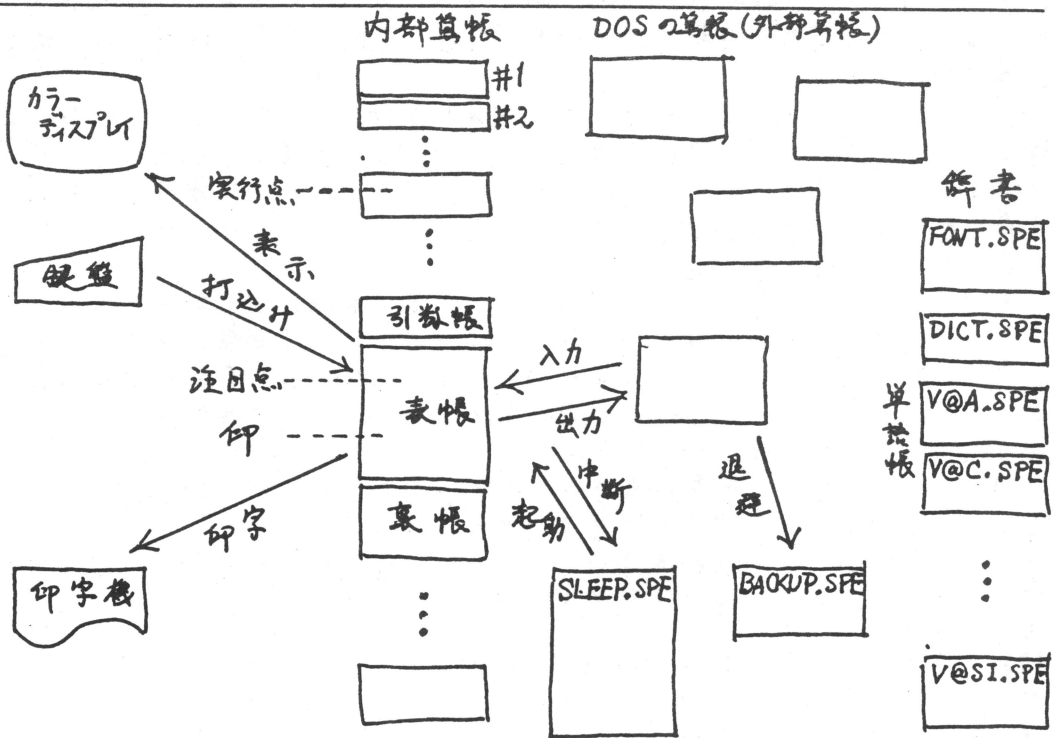 内部算帳
DOSの算帳(外部算帳)
カラー
ディスプレイ
#1
#2
実行点
表示
鍵盤
打込み
引数帳
注目点
表帳
印
入力
出力
中断
起動
退避
裏帳
印字
印字機
SLEEP.SPE
BACKUP.SPE
辞書
FONT.SPE
DICT.SPE
単語帳
V@A.SPE
V@C.SPE
V@SI.SPE